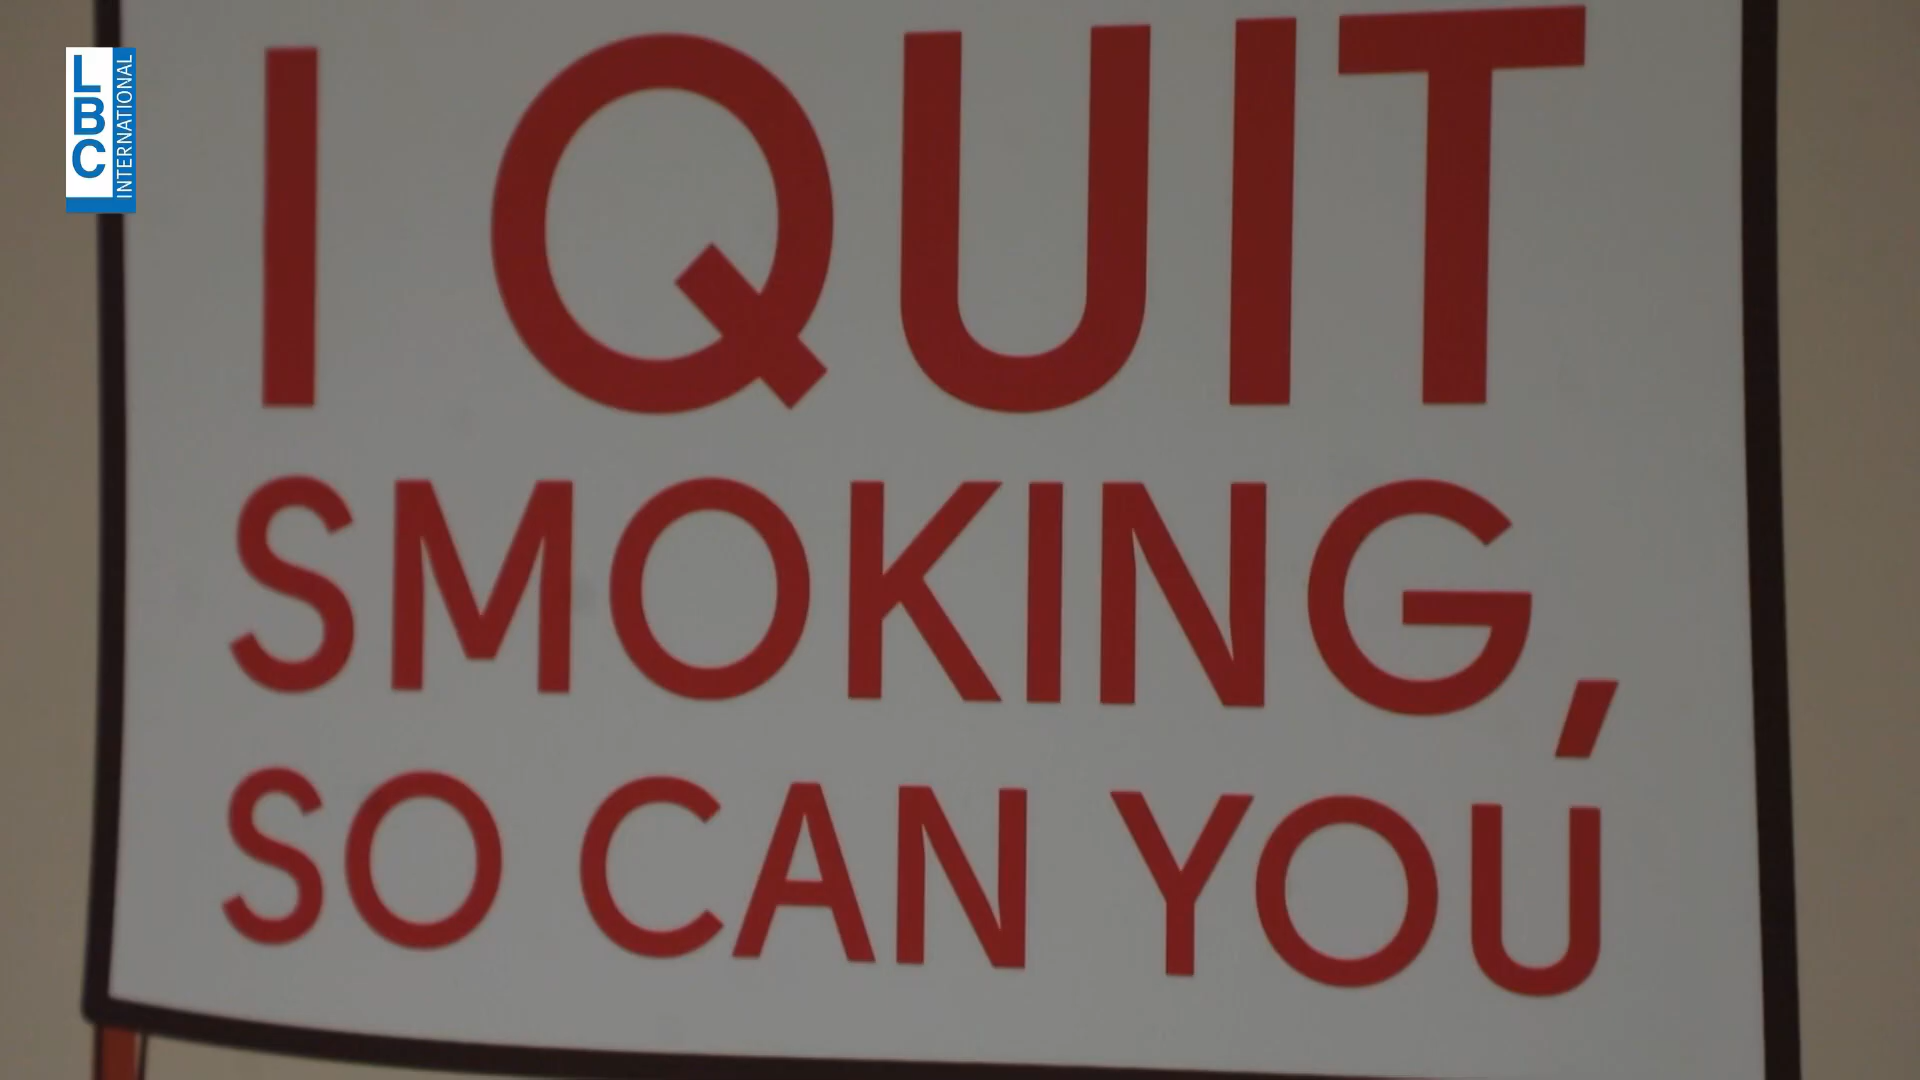 LBC
INTERNATIONAL
I QUIT
SMOKING,
SO CAN YOU